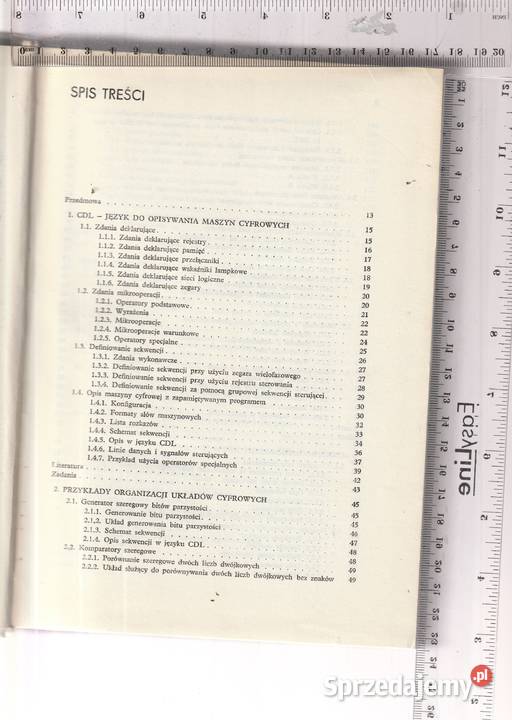 SPIS TREŚCI
Przedmowa 13
1. CDL – JĘZYK DO OPISYWANIA MASZYN CYFROWYCH 15
1.1. Zdania deklarujące 15
1.1.1. Zdania deklarujące rejestry 15
1.1.2. Zdania deklarujące pamięć 16
1.1.3. Zdania deklarujące przełączniki 17
1.1.4. Zdania deklarujące wskaźniki lampkowe 18
1.1.5. Zdania deklarujące sieci logiczne 18
1.1.6. Zdania deklarujące zegary 19
1.2. Zdania mikrooperacji 20
1.2.1. Operatory podstawowe 20
1.2.2. Wyrażenia 21
1.2.3. Mikrooperacje 22
1.2.4. Mikrooperacje warunkowe 22
1.2.5. Operatory specjalne 24
1.3. Definiowanie sekwencji 25
1.3.1. Zdania wykonawcze 26
1.3.2. Definiowanie sekwencji przy użyciu zegara wielofazowego 27
1.3.3. Definiowanie sekwencji przy użyciu rejestru sterowania 27
1.3.4. Definiowanie sekwencji za pomocą grupowej sekwencji sterującej 28
1.4. Opis maszyny cyfrowej z zapamiętywanym programem 29
1.4.1. Konfiguracja 30
1.4.2. Formaty słów maszynowych 30
1.4.3. Lista rozkazów 32
1.4.4. Schemat sekwencji 33
1.4.5. Opis w języku CDL 34
1.4.6. Linie danych i sygnałów sterujących 36
1.4.7. Przykład użycia operatorów specjalnych 37
Literatura 39
Zadania 42
43
2. PRZYKŁADY ORGANIZACJI UKŁADÓW CYFROWYCH 45
2.1. Generator szeregowy bitów parzystości 45
2.1.1. Generowanie bitu parzystości 45
2.1.2. Układ generowania bitu parzystości 45
2.1.3. Schemat sekwencji 46
2.1.4. Opis sekwencji w języku CDL 47
2.2. Komparatory szeregowe 48
2.2.1. Porównanie szeregowe dwóch liczb dwójkowych 48
2.2.2. Układ służący do porównywania dwóch liczb dwójkowych bez znaków 49
EasyLine
Sprzedajemy.pl